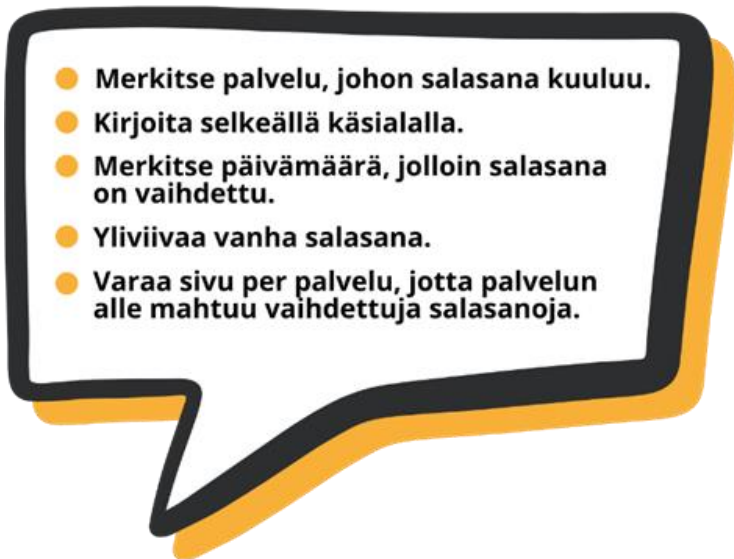 Merkitse palvelu, johon salasana kuuluu.
Kirjoita selkeällä käsialalla.
Merkitse päivämäärä, jolloin salasana
on vaihdettu.
Yliviivaa vanha salasana.
Varaa sivu per palvelu, jotta palvelun
alle mahtuu vaihdettuja salasanoja.